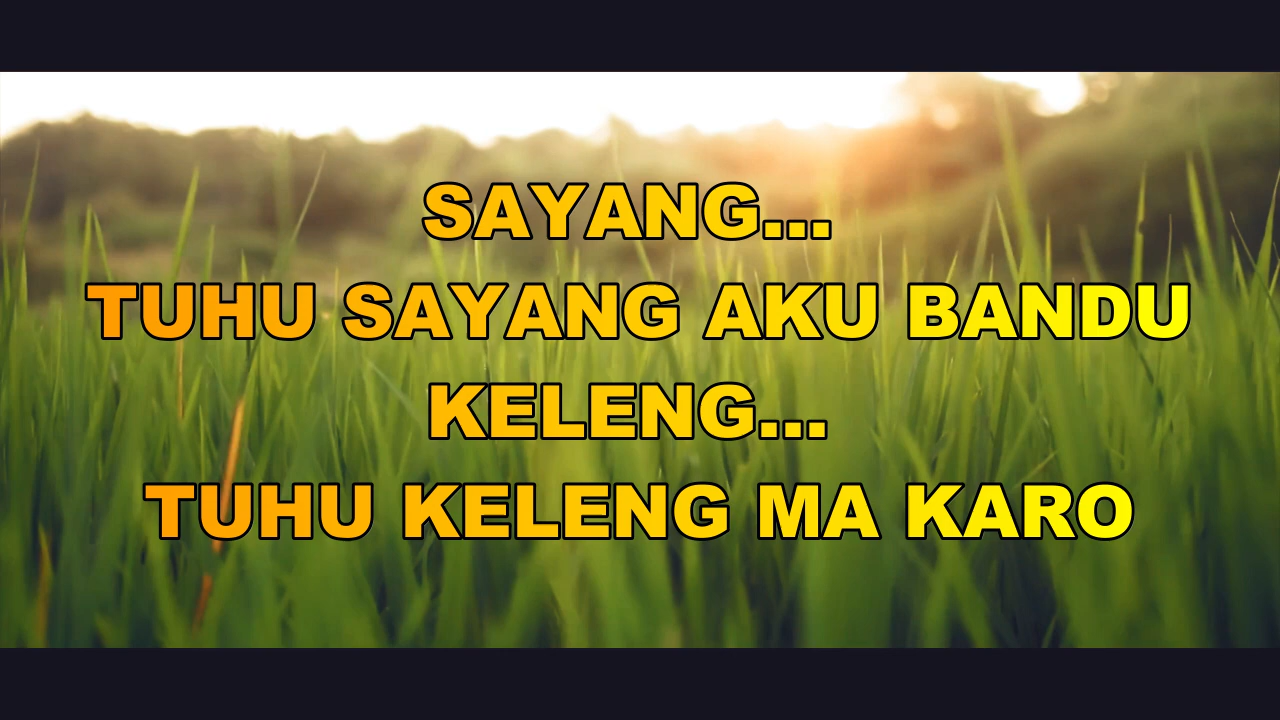 SAYANG...
TUHU SAYANG AKU BANDU
KELENG...
TUHU KELENG MA KARO